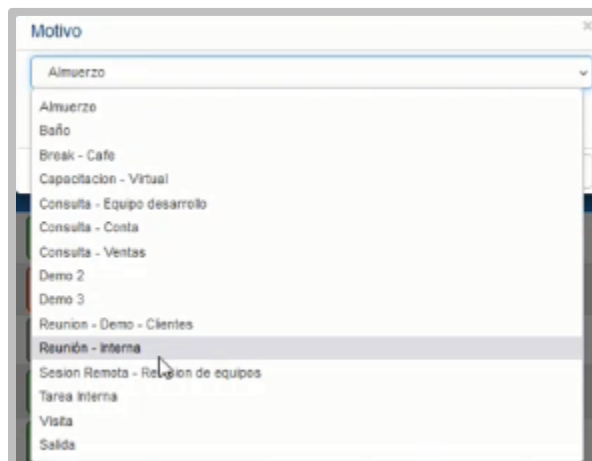 Motivo
Almuerzo
Almuerzo
Baño
Break - Cafe
Capacitacion - Virtual
Consulta - Equipo desarrollo
Consulta - Conta
Consulta - Ventas
Demo 2
Demo 3
Reunion - Demo - Clientes
Reunión - Interna
Sesion Remota - de equipos
Tarea Interna
Visita
Salida